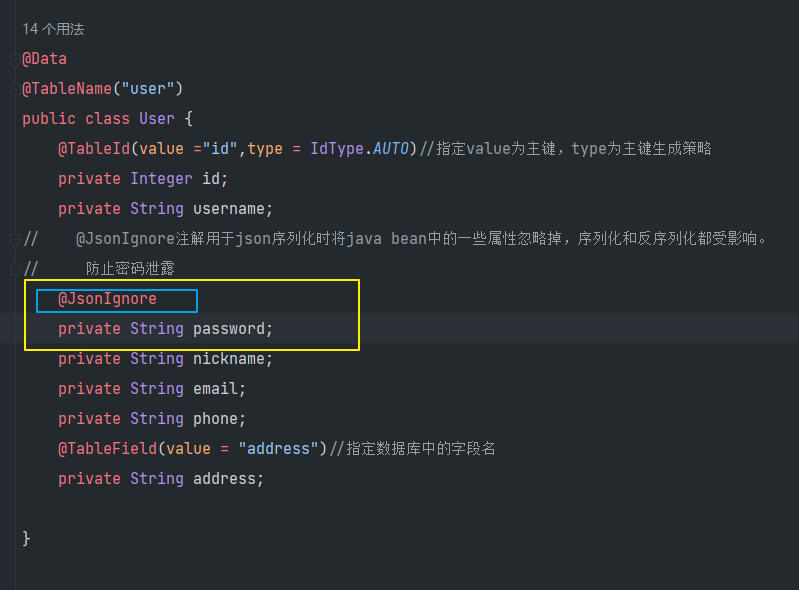 14 个用法
@Data
@TableName("user")
public class User {
@TableId(value ="id",type = IdType.AUTO)//指定value为主键，type为主键生成策略
private Integer id;
private String username;
// @JsonIgnore注解用于json序列化时将java bean中的一些属性忽略掉，序列化和反序列化都受影响。
// 防止密码泄露
@JsonIgnore
private String password;
private String nickname;
private String email;
private String phone;
@TableField(value = "address")//指定数据库中的字段名
private String address;
}